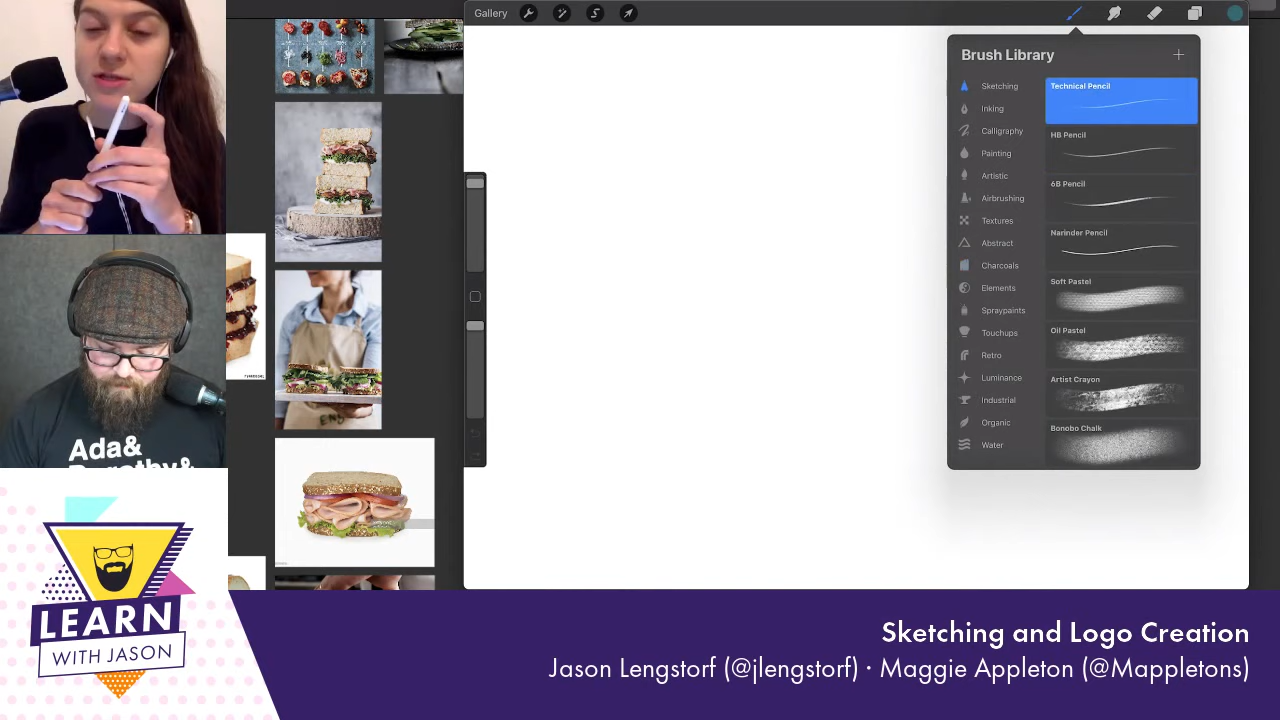 Gallery
Brush Library
Sketching
Inking
Calligraphy
Painting
Artistic
Airbrushing
Textures
Abstract
Charcoals
Elements
Spraypaints
Touchups
Retro
Luminance
Industrial
Organic
Water
Technical Pencil
HB Pencil
6B Pencil
Narinder Pencil
Soft Pastel
Oil Pastel
Artist Crayon
Bonobo Chalk
Ada&
LEARN
WITH JASON
Sketching and Logo Creation
Jason Lengstorf (@jlengstorf) · Maggie Appleton (@Mappletons)